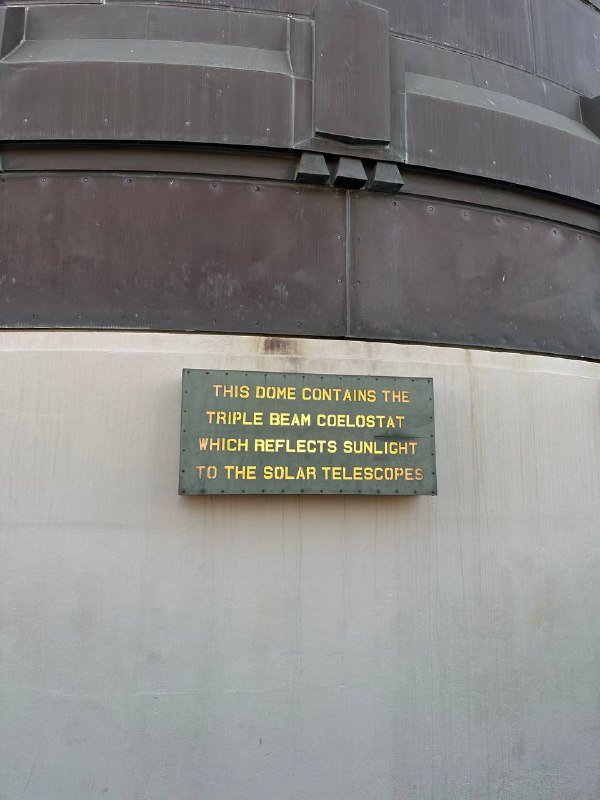 THIS DOME CONTAINS THE
TRIPLE BEAM COELOSTAT
WHICH REFLECTS SUNLIGHT
TO THE SOLAR TELESCOPES